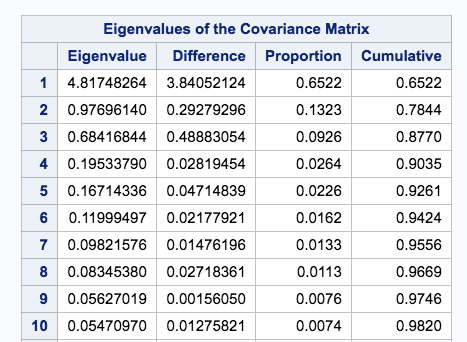 Eigenvalues of the Covariance Matrix
Eigenvalue Difference Proportion Cumulative
1 4.81748264 3.84052124 0.6522 0.6522
2 0.97696140 0.29279296 0.1323 0.7844
3 0.68416844 0.48883054 0.0926 0.8770
4 0.19533790 0.02819454 0.0264 0.9035
5 0.16714336 0.04714839 0.0226 0.9261
6 0.11999497 0.02177921 0.0162 0.9424
7 0.09821576 0.01476196 0.0133 0.9556
8 0.08345380 0.02718361 0.0113 0.9669
9 0.05627019 0.00156050 0.0076 0.9746
10 0.05470970 0.01275821 0.0074 0.9820